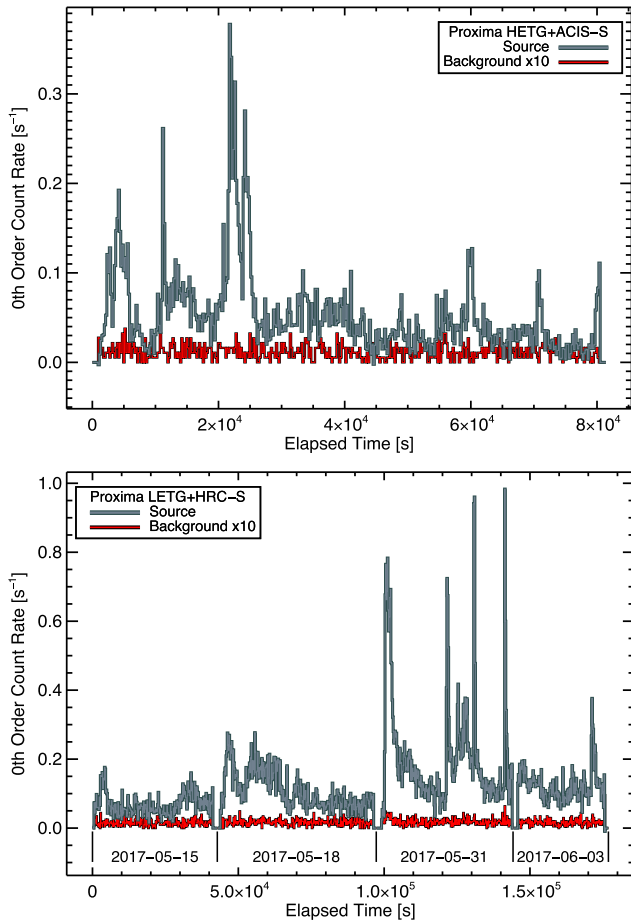 Proxima HETG+ACIS−S
Source
Background x10
0th Order Count Rate [s⁻¹]
0.3
0.2
0.1
0.0
0
2×10⁴
4×10⁴
6×10⁴
8×10⁴
Elapsed Time [s]
Proxima LETG+HRC−S
Source
Background x10
0th Order Count Rate [s⁻¹]
1.0
0.8
0.6
0.4
0.2
0.0
2017−05−15
2017−05−18
2017−05−31
2017−06−03
0
5.0×10⁴
1.0×10⁵
1.5×10⁵
Elapsed Time [s]